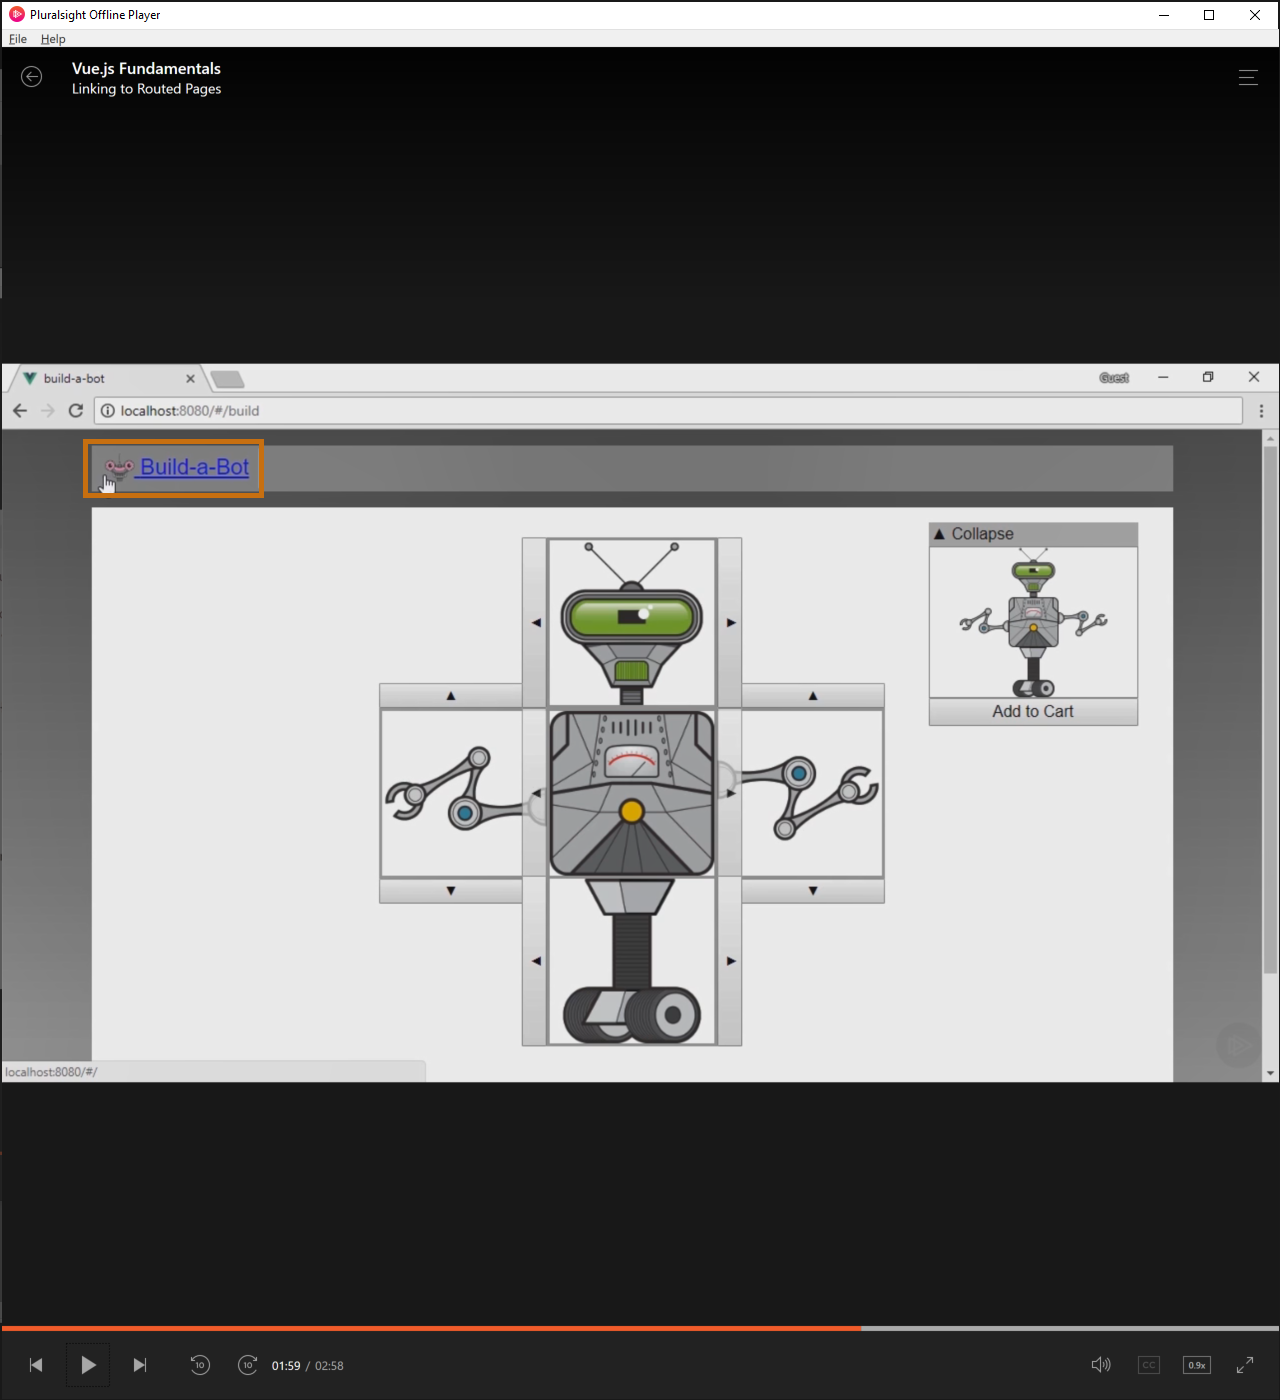 Pluralsight Offline Player
File Help
Vue.js Fundamentals
Linking to Routed Pages
build-a-bot
Guest
localhost:8080/#/build
Build-a-Bot
▲ Collapse
Add to Cart
localhost:8080/#/
10 10 01:59 / 02:58 CC 0.9x